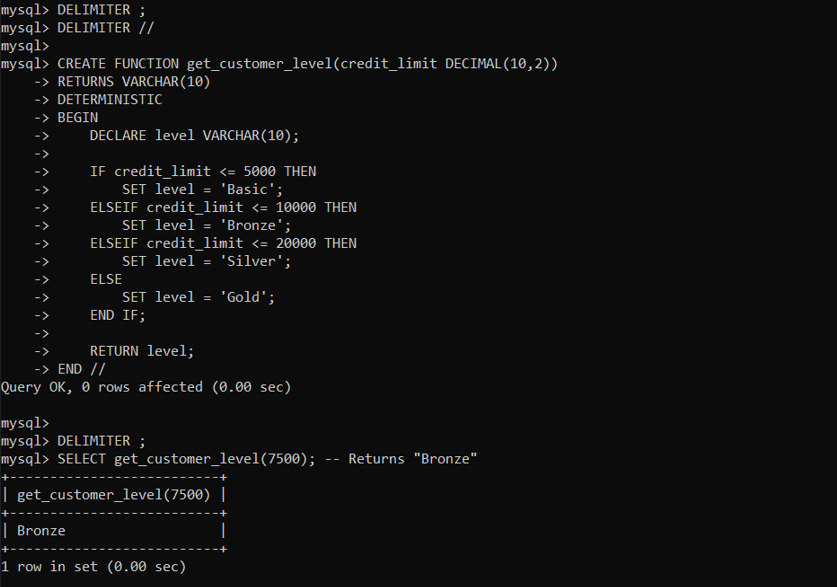 mysql> DELIMITER ;
mysql> DELIMITER //
mysql>
mysql> CREATE FUNCTION get_customer_level(credit_limit DECIMAL(10,2))
    -> RETURNS VARCHAR(10)
    -> DETERMINISTIC
    -> BEGIN
    ->     DECLARE level VARCHAR(10);
    ->
    ->     IF credit_limit <= 5000 THEN
    ->         SET level = 'Basic';
    ->     ELSEIF credit_limit <= 10000 THEN
    ->         SET level = 'Bronze';
    ->     ELSEIF credit_limit <= 20000 THEN
    ->         SET level = 'Silver';
    ->     ELSE
    ->         SET level = 'Gold';
    ->     END IF;
    ->
    ->     RETURN level;
    -> END //
Query OK, 0 rows affected (0.00 sec)

mysql>
mysql> DELIMITER ;
mysql> SELECT get_customer_level(7500); -- Returns "Bronze"
+--------------------------+
| get_customer_level(7500) |
+--------------------------+
| Bronze                   |
+--------------------------+
1 row in set (0.00 sec)